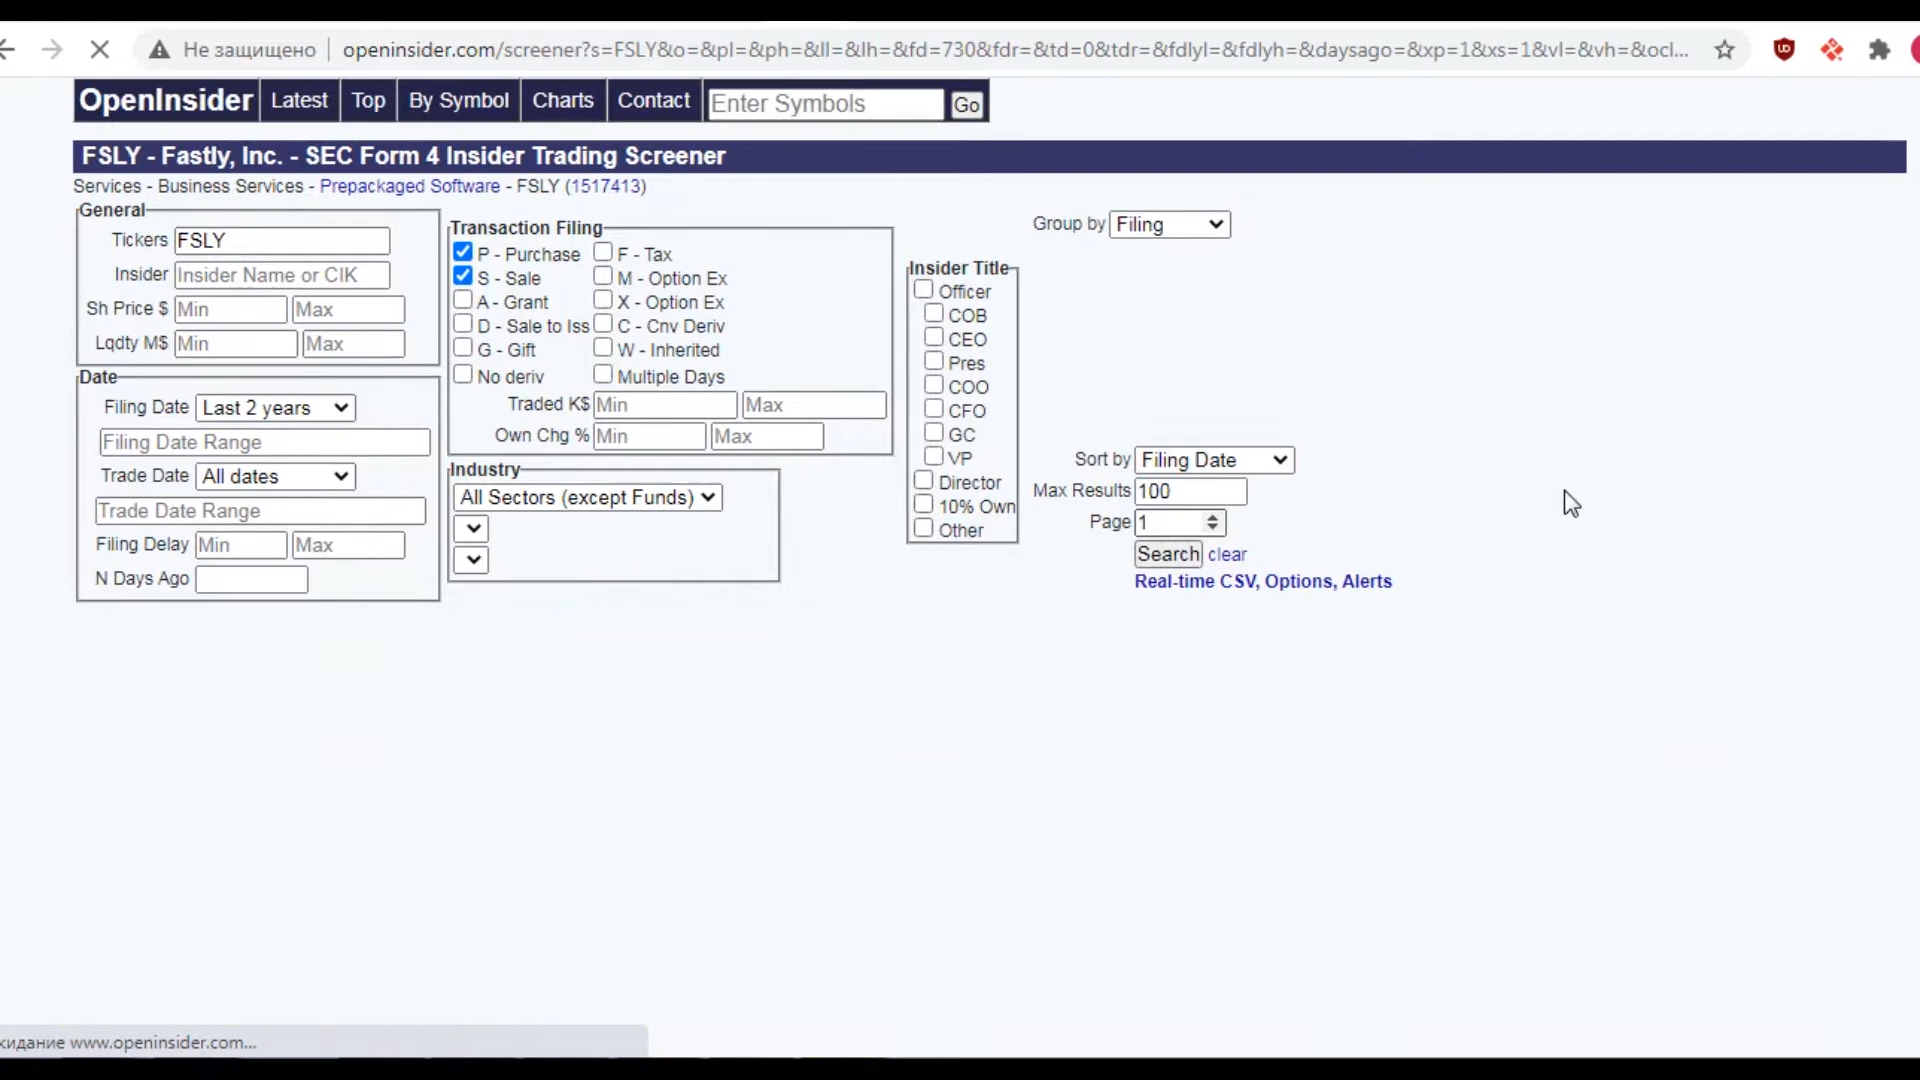 Не защищено openinsider.com/screener?s=FSLY&o=&pl=&ph=&ll=&lh=&fd=730&fdr=&td=0&tdr=&fdlyl=&fdlyh=&daysago=&xp=1&xs=1&vl=&vh=&ocl...
OpenInsider Latest Top By Symbol Charts Contact Enter Symbols Go
FSLY - Fastly, Inc. - SEC Form 4 Insider Trading Screener
Services - Business Services - Prepackaged Software - FSLY (1517413)
General
Tickers FSLY
Insider Insider Name or CIK
Sh Price $ Min Max
Lqdty M$ Min Max
Date
Filing Date Last 2 years
Filing Date Range
Trade Date All dates
Trade Date Range
Filing Delay Min Max
N Days Ago
Transaction Filing
P - Purchase F - Tax
S - Sale M - Option Ex
A - Grant X - Option Ex
D - Sale to Iss C - Cnv Deriv
G - Gift W - Inherited
No deriv Multiple Days
Traded K$ Min Max
Own Chg % Min Max
Industry
All Sectors (except Funds)
Insider Title
Officer
COB
CEO
Pres
COO
CFO
GC
VP
Director
10% Own
Other
Group by Filing
Sort by Filing Date
Max Results 100
Page 1
Search clear
Real-time CSV, Options, Alerts
www.openinsider.com...